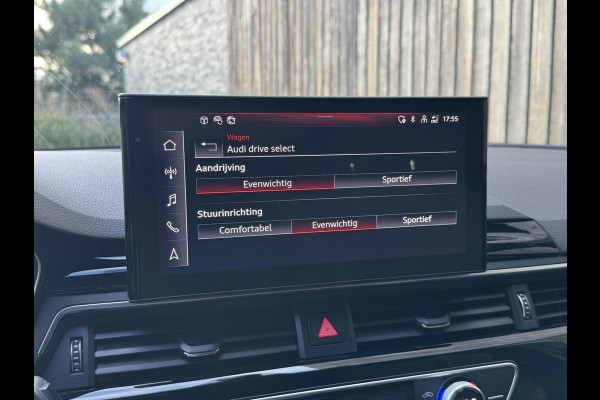 17:55
Wagen
Audi drive select
Aandrijving
Evenwichtig Sportief
Stuurinrichting
Comfortabel Evenwichtig Sportief